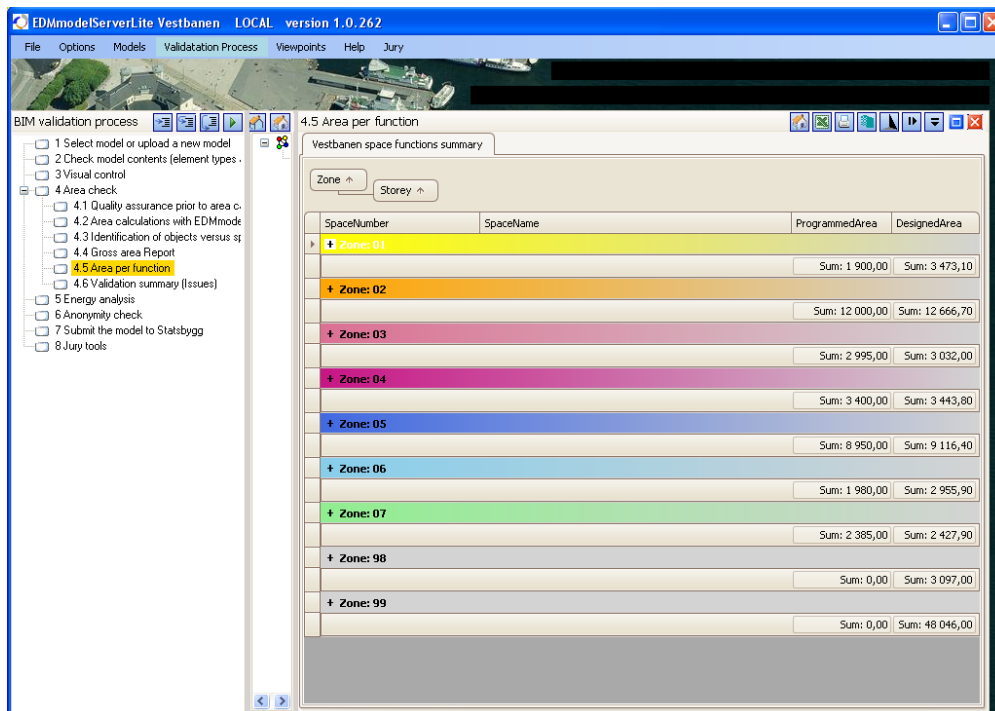 EDMmodelServerLite Vestbanen LOCAL version 1.0.262
File Options Models Validatation Process Viewpoints Help Jury
BIM validation process
1 Select model or upload a new model
2 Check model contents (element types
3 Visual control
4 Area check
4.1 Quality assurance prior to area c
4.2 Area calculations with EDMmode
4.3 Identification of objects versus sp
4.4 Gross area Report
4.5 Area per function
4.6 Validation summary (Issues)
5 Energy analysis
6 Anonymity check
7 Submit the model to Statsbygg
8 Jury tools
4.5 Area per function
Vestbanen space functions summary
Zone
Storey
SpaceNumber SpaceName ProgrammedArea DesignedArea
+ Zone: 01
Sum: 1 900,00 Sum: 3 473,10
+ Zone: 02
Sum: 12 000,00 Sum: 12 666,70
+ Zone: 03
Sum: 2 995,00 Sum: 3 032,00
+ Zone: 04
Sum: 3 400,00 Sum: 3 443,80
+ Zone: 05
Sum: 8 950,00 Sum: 9 116,40
+ Zone: 06
Sum: 1 980,00 Sum: 2 955,90
+ Zone: 07
Sum: 2 385,00 Sum: 2 427,90
+ Zone: 98
Sum: 0,00 Sum: 3 097,00
+ Zone: 99
Sum: 0,00 Sum: 48 046,00